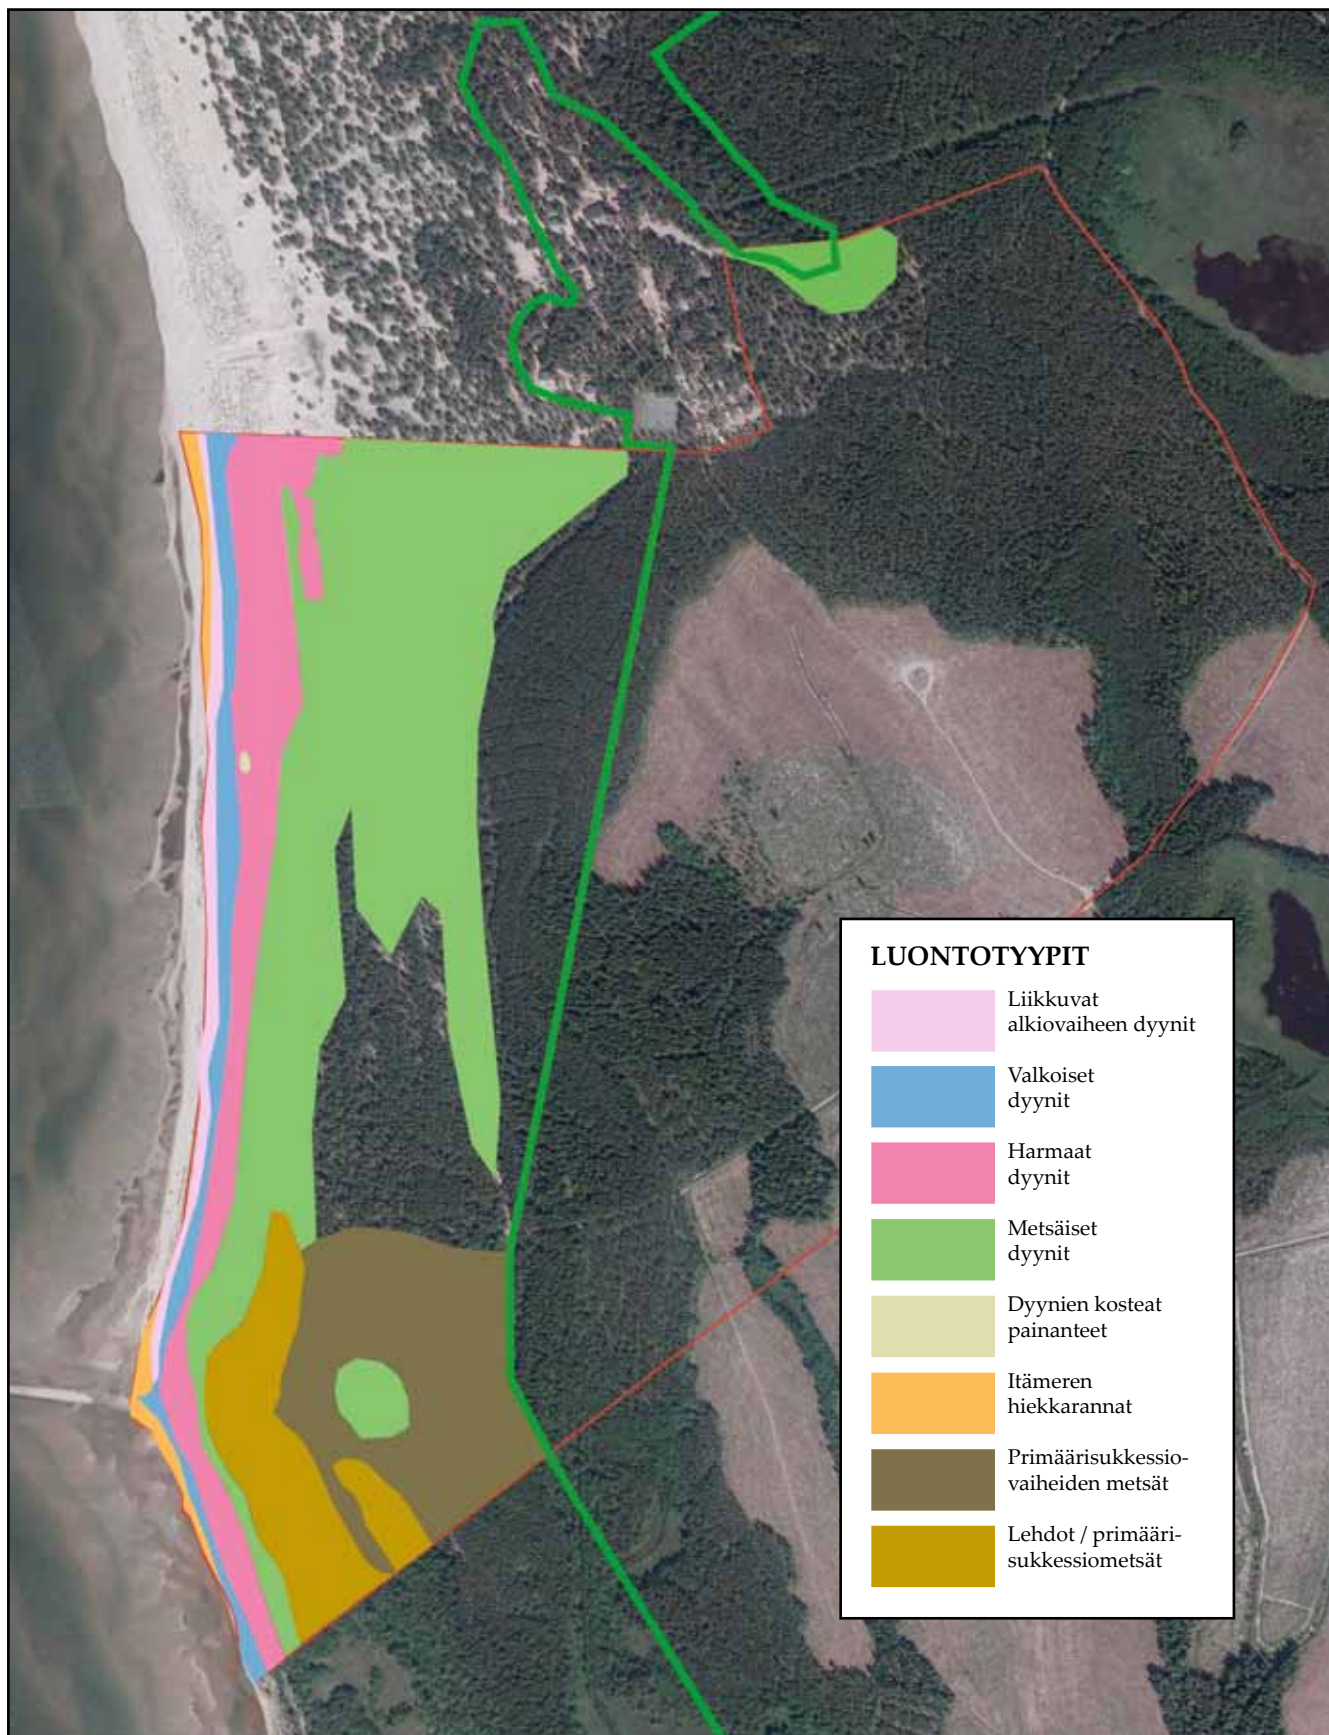 LUONTOTYYPIT
Liikkuvat
alkiovaiheen dyynit
Valkoiset
dyynit
Harmaat
dyynit
Metsäiset
dyynit
Dyynien kosteat
painanteet
Itämeren
hiekkarannat
Primäärisukkessio-
vaiheiden metsät
Lehdot / primääri-
sukkessiometsät